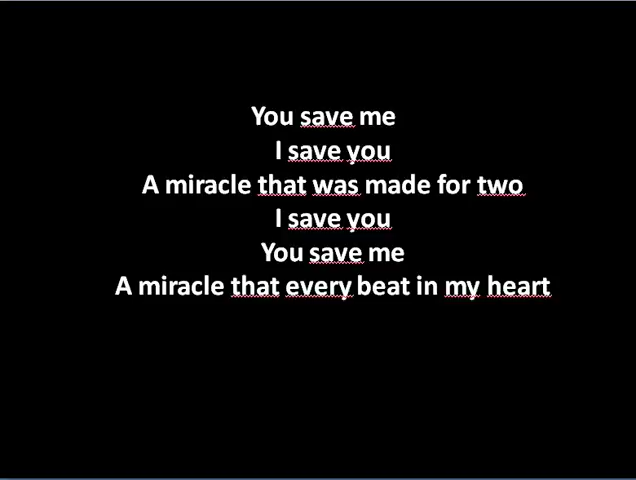 You save me
I save you
A miracle that was made for two
I save you
You save me
A miracle that every beat in my heart